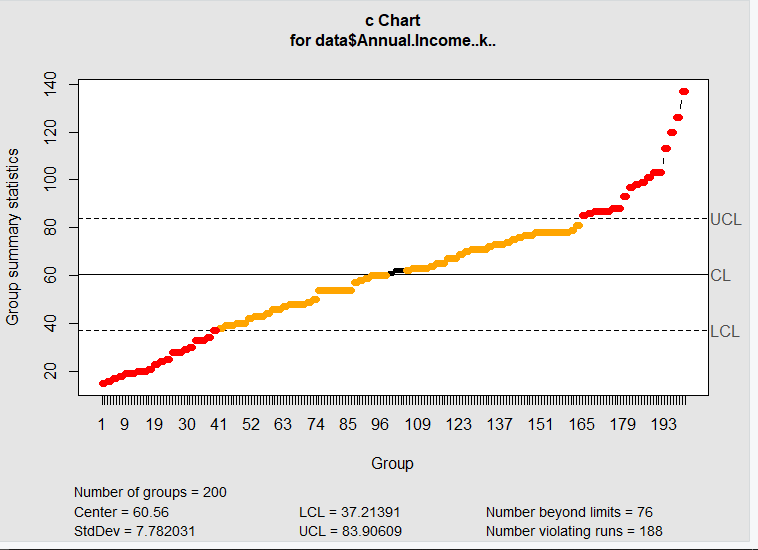 c Chart
for data$Annual.Income..k..
Group summary statistics
140
120
100
80
60
40
20
UCL
CL
LCL
1 9 19 30 41 52 63 74 85 96 109 123 137 151 165 179 193
Group
Number of groups = 200
Center = 60.56 LCL = 37.21391 Number beyond limits = 76
StdDev = 7.782031 UCL = 83.90609 Number violating runs = 188